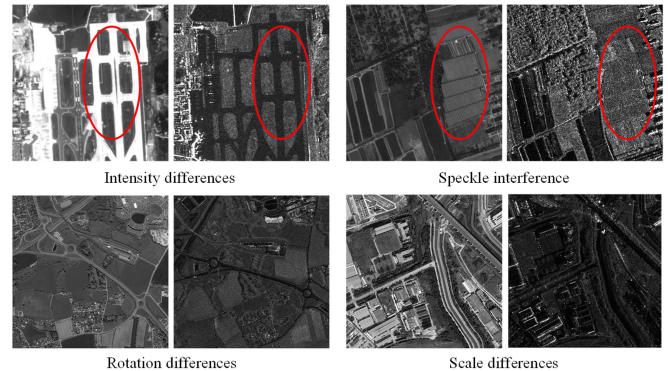 Intensity differences
Speckle interference
Rotation differences
Scale differences